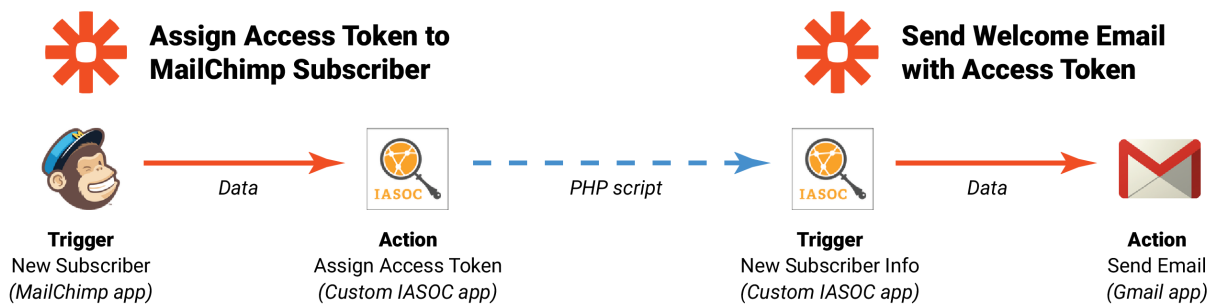 Assign Access Token to
MailChimp Subscriber
Send Welcome Email
with Access Token
M
IASOC
IASOC
Data
PHP script
Data
Trigger
New Subscriber
(MailChimp app)
Action
Assign Access Token
(Custom IASOC app)
Trigger
New Subscriber Info
(Custom IASOC app)
Action
Send Email
(Gmail app)